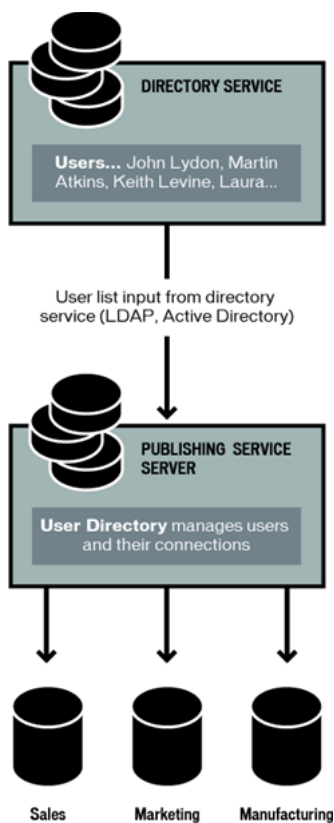 DIRECTORY SERVICE
Users... John Lydon, Martin
Atkins, Keith Levine, Laura...
User list input from directory
service (LDAP, Active Directory)
PUBLISHING SERVICE
SERVER
User Directory manages users
and their connections
Sales Marketing Manufacturing